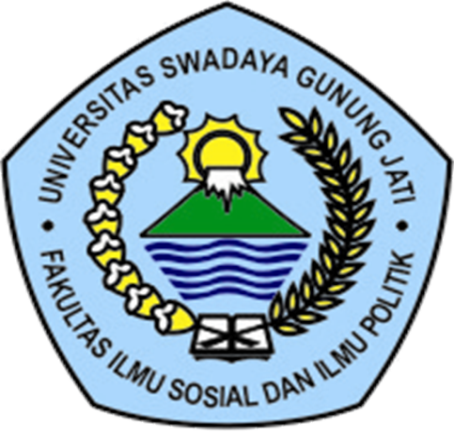 UNIVERSITAS SWADAYA GUNUNG JATI
FAKULTAS ILMU SOSIAL DAN ILMU POLITIK